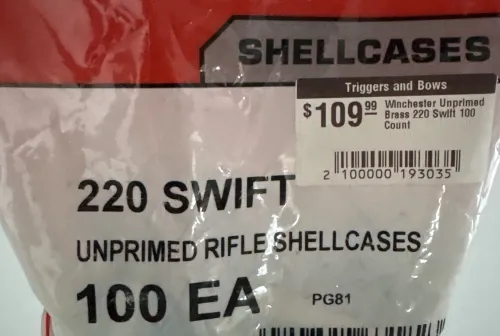 SHELLCASES
Triggers and Bows
$109.99
Winchester Unprimed
Brass 220 Swift 100
Count
2 100000 193035
220 SWIFT
UNPRIMED RIFLE SHELLCASES
100 EA
PG81